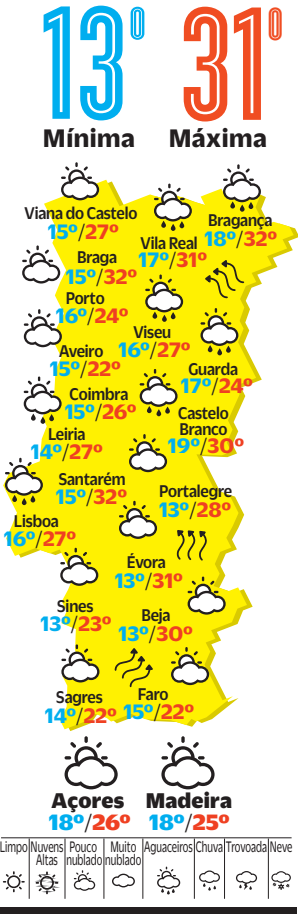 13º 31º
Mínima Máxima
Viana do Castelo
15º/27º
Bragança
18º/32º
Vila Real
17º/31º
Braga
15º/32º
Porto
16º/24º
Viseu
16º/27º
Aveiro
15º/22º
Guarda
17º/24º
Coimbra
15º/26º
Castelo
Branco
19º/30º
Leiria
14º/27º
Santarém
15º/32º
Portalegre
13º/28º
Lisboa
16º/27º
Évora
13º/31º
Sines
13º/23º
Beja
13º/30º
Sagres
14º/22º
Faro
15º/22º
Açores
18º/26º
Madeira
18º/25º
Limpo
Nuvens
Altas
Pouco
nublado
Muito
nublado
Aguaceiros
Chuva
Trovoada
Neve